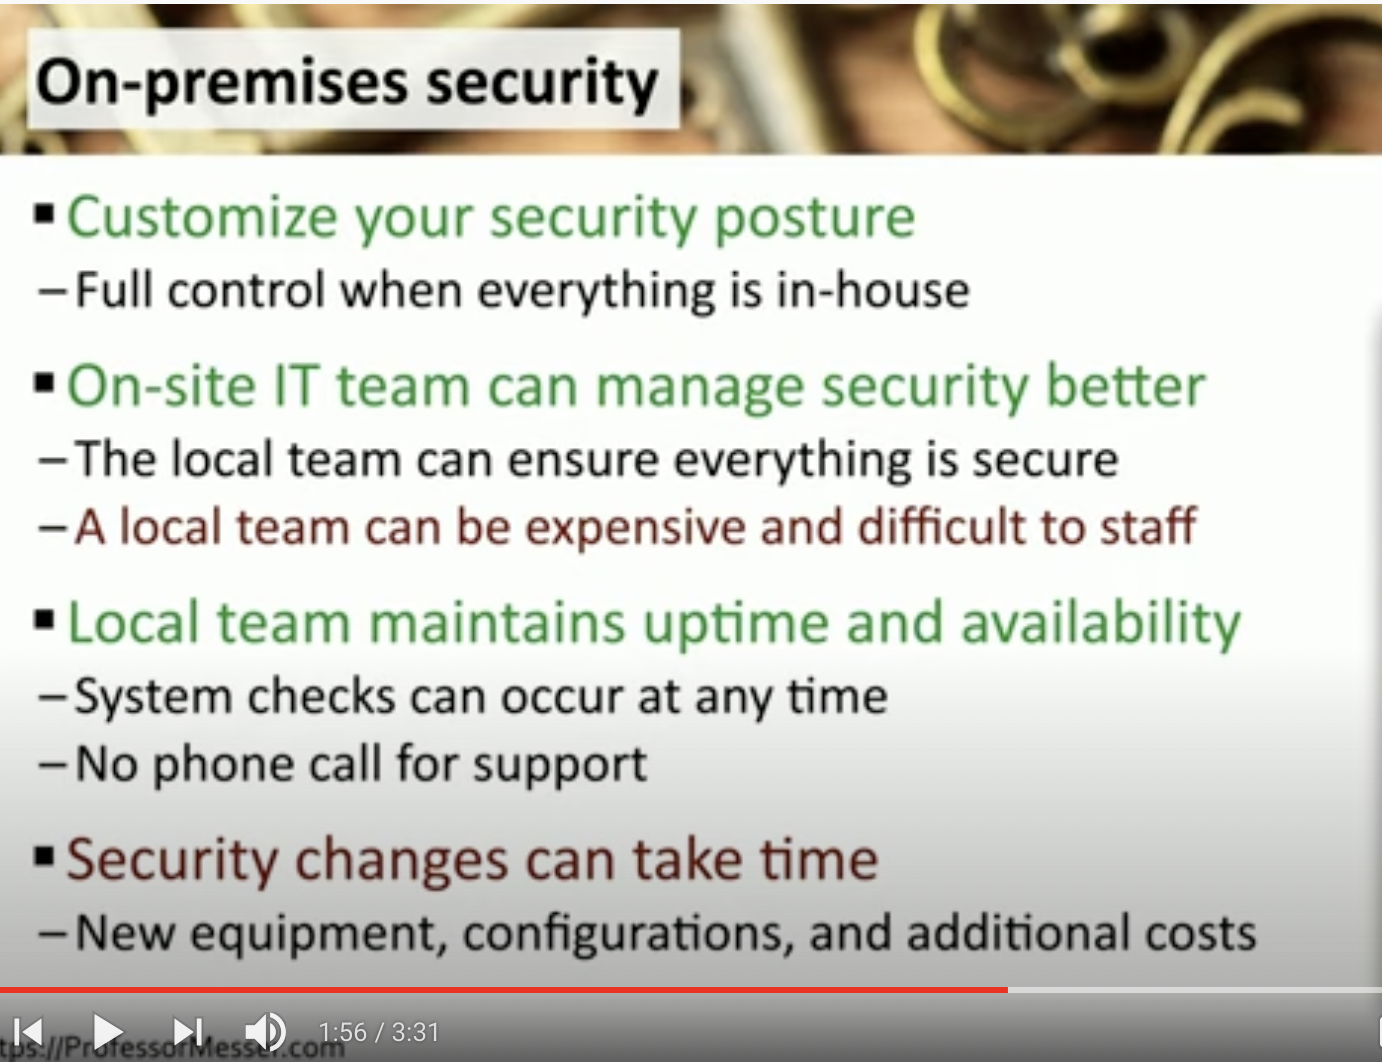 On-premises security
▪ Customize your security posture
– Full control when everything is in-house
▪ On-site IT team can manage security better
– The local team can ensure everything is secure
– A local team can be expensive and difficult to staff
▪ Local team maintains uptime and availability
– System checks can occur at any time
– No phone call for support
▪ Security changes can take time
– New equipment, configurations, and additional costs
1:56 / 3:31
tps://ProfessorMesser.com